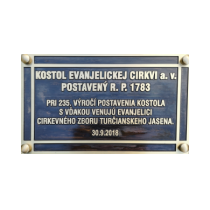 KOSTOL EVANJELICKEJ CIRKVI a. v.
POSTAVENÝ R. P. 1783
PRI 235. VÝROČÍ POSTAVENIA KOSTOLA
S VĎAKOU VENUJÚ EVANJELICI
CIRKEVNÉHO ZBORU TURČIANSKEHO JASENA.
30.9.2018